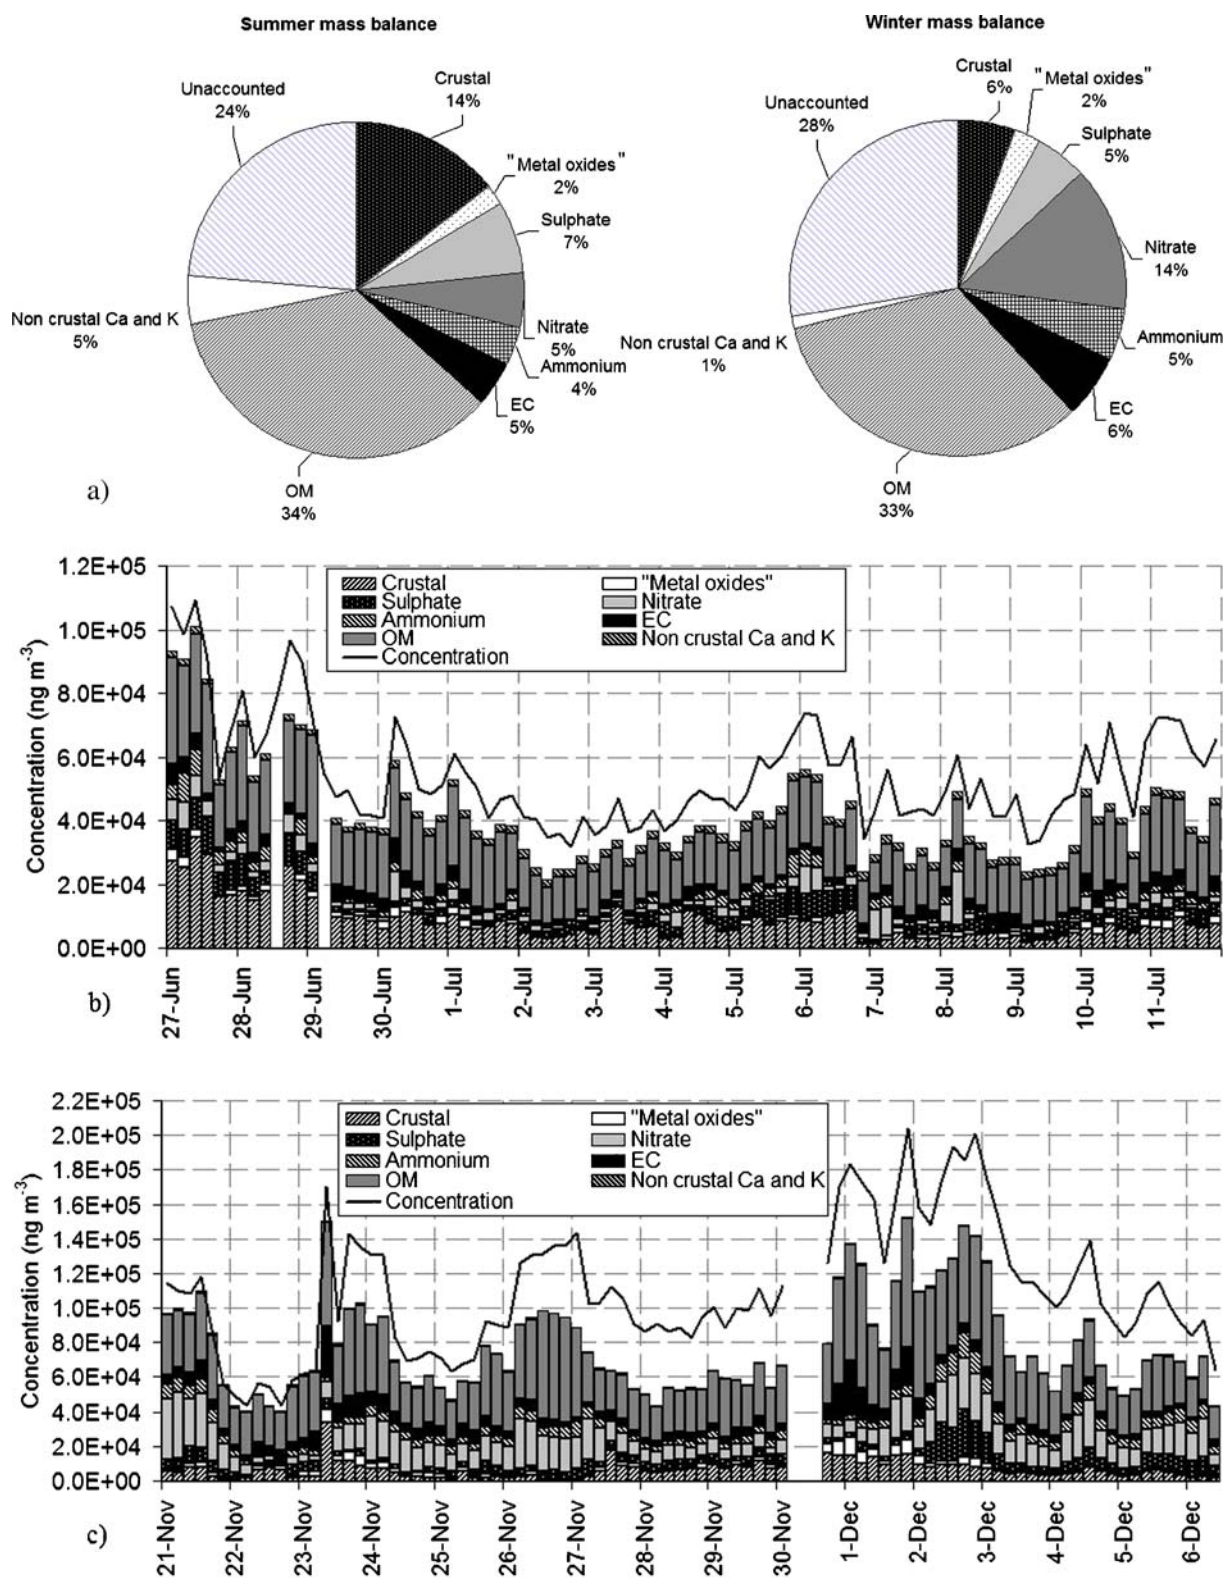 Summer mass balance
Unaccounted
24%
Crustal
14%
"Metal oxides"
2%
Sulphate
7%
Nitrate
5%
Ammonium
4%
EC
5%
OM
34%
Non crustal Ca and K
5%
Winter mass balance
Unaccounted
28%
Crustal
6%
"Metal oxides"
2%
Sulphate
5%
Nitrate
14%
Ammonium
5%
EC
6%
OM
33%
Non crustal Ca and K
1%
a)
Concentration (ng m-3)
1.2E+05
1.0E+05
8.0E+04
6.0E+04
4.0E+04
2.0E+04
0.0E+00
Crustal
"Metal oxides"
Sulphate
Nitrate
Ammonium
EC
OM
Non crustal Ca and K
Concentration
27-Jun
28-Jun
29-Jun
30-Jun
1-Jul
2-Jul
3-Jul
4-Jul
5-Jul
6-Jul
7-Jul
8-Jul
9-Jul
10-Jul
11-Jul
b)
Concentration (ng m-3)
2.2E+05
2.0E+05
1.8E+05
1.6E+05
1.4E+05
1.2E+05
1.0E+05
8.0E+04
6.0E+04
4.0E+04
2.0E+04
0.0E+00
Crustal
"Metal oxides"
Sulphate
Nitrate
Ammonium
EC
OM
Non crustal Ca and K
Concentration
21-Nov
22-Nov
23-Nov
24-Nov
25-Nov
26-Nov
27-Nov
28-Nov
29-Nov
30-Nov
1-Dec
2-Dec
3-Dec
4-Dec
5-Dec
6-Dec
c)